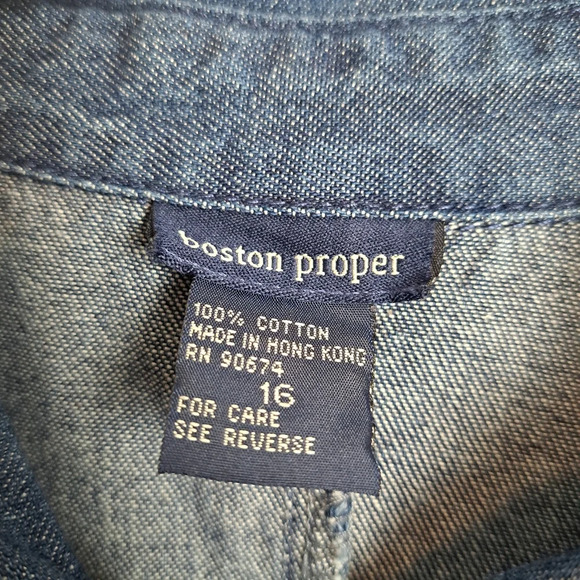 boston proper
100% COTTON
MADE IN HONG KONG
RN 90674
16
FOR CARE
SEE REVERSE